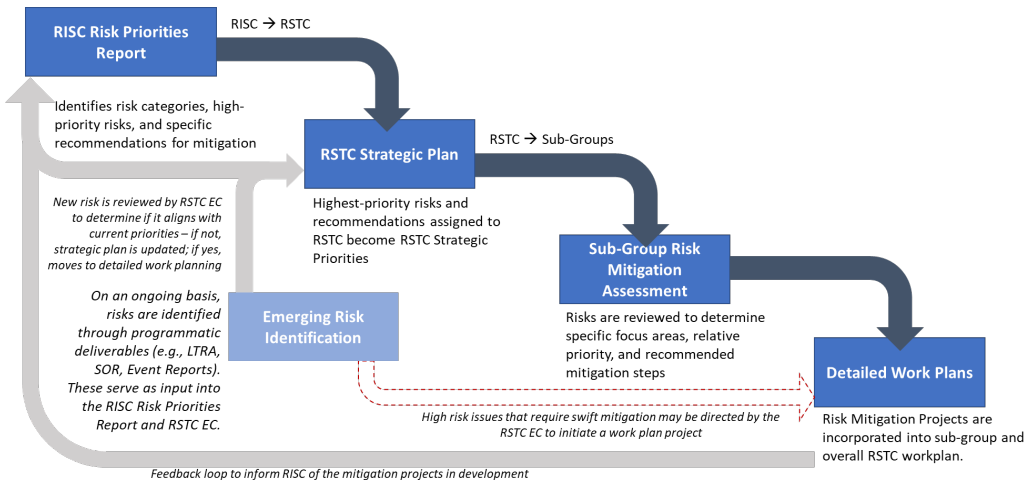 RISC Risk Priorities
Report
RISC → RSTC
Identifies risk categories, high-
priority risks, and specific
recommendations for mitigation
RSTC Strategic Plan
RSTC → Sub-Groups
Highest-priority risks and
recommendations assigned to
RSTC become RSTC Strategic
Priorities
New risk is reviewed by RSTC EC
to determine if it aligns with
current priorities – if not,
strategic plan is updated; if yes,
moves to detailed work planning
Sub-Group Risk
Mitigation
Assessment
Risks are reviewed to determine
specific focus areas, relative
priority, and recommended
mitigation steps
On an ongoing basis,
risks are identified
through programmatic
deliverables (e.g., LTRA,
SOR, Event Reports).
These serve as input into
the RISC Risk Priorities
Report and RSTC EC.
Emerging Risk
Identification
Detailed Work Plans
High risk issues that require swift mitigation may be directed by the
RSTC EC to initiate a work plan project
Risk Mitigation Projects are
incorporated into sub-group and
overall RSTC workplan.
Feedback loop to inform RISC of the mitigation projects in development